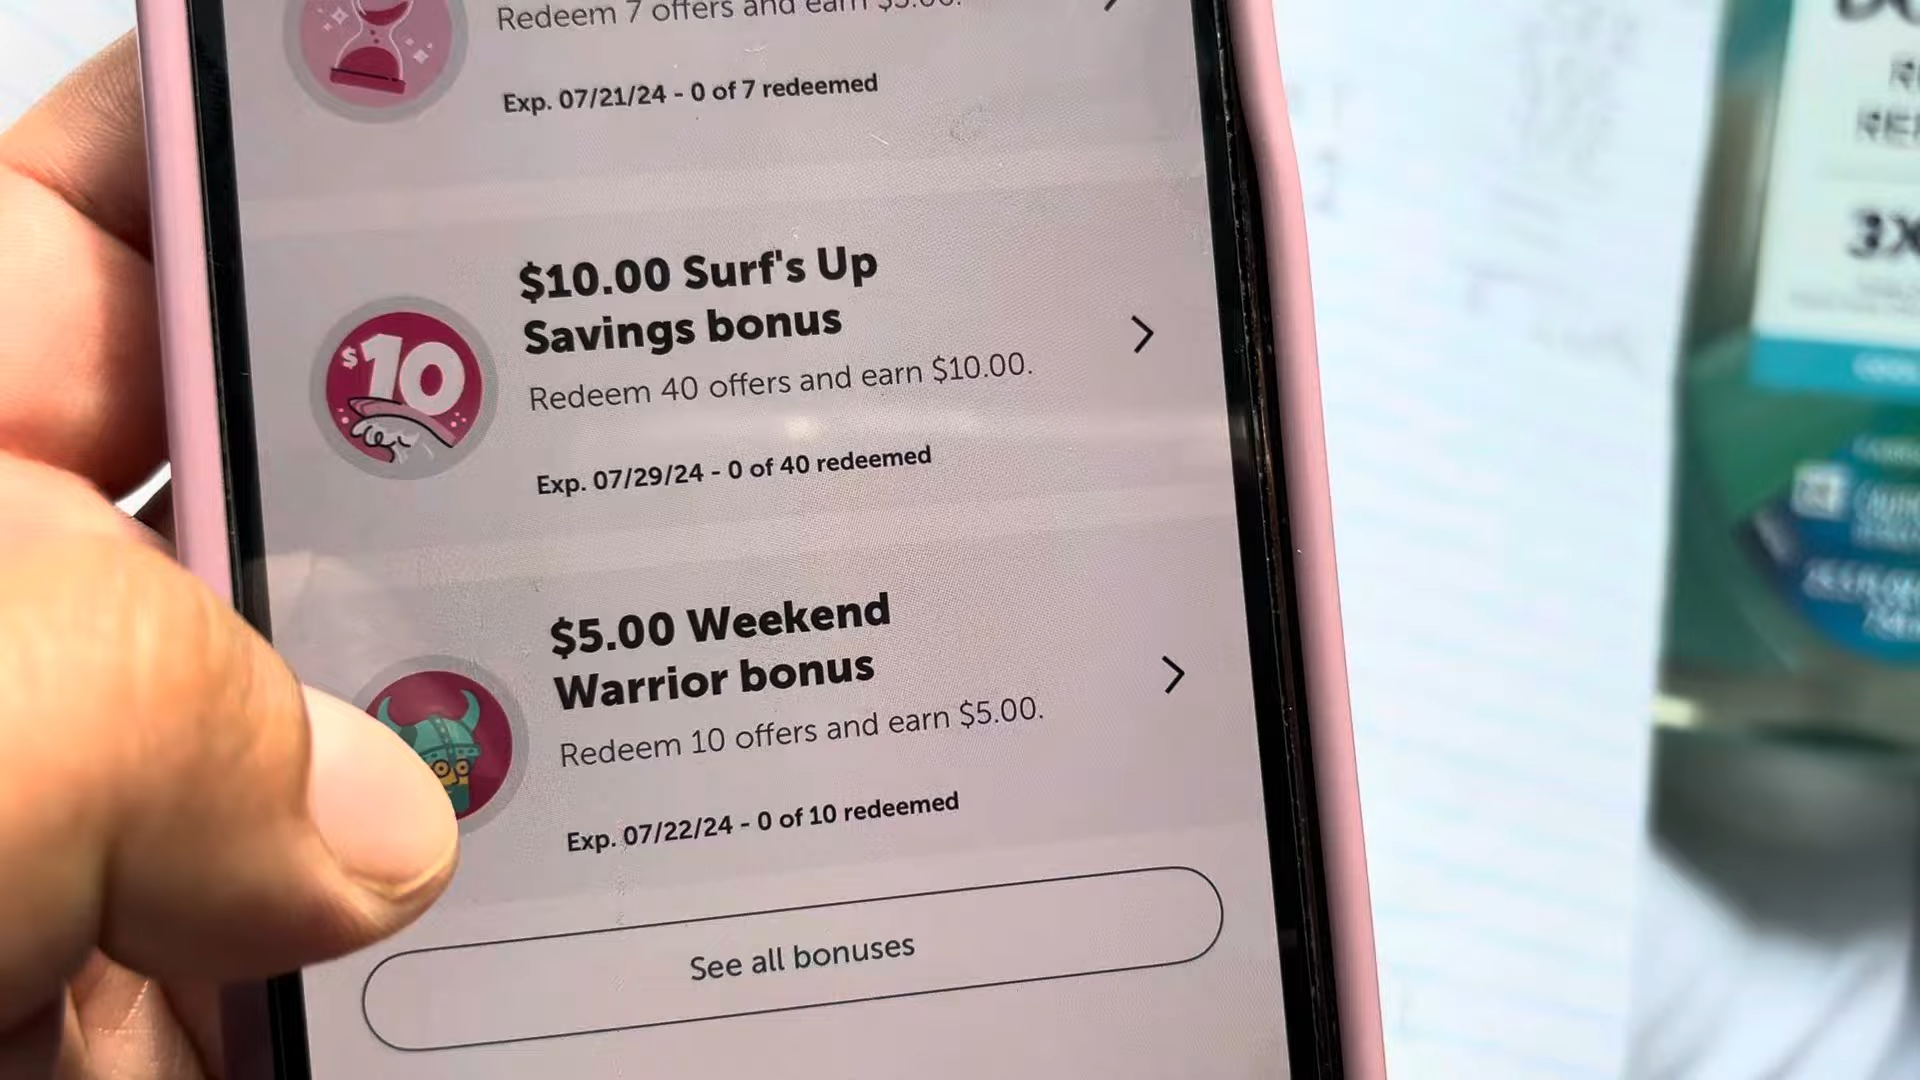 Redeem 7 offers and earn $5.00.
Exp. 07/21/24 - 0 of 7 redeemed
$10.00 Surf's Up
Savings bonus
Redeem 40 offers and earn $10.00.
Exp. 07/29/24 - 0 of 40 redeemed
$10
$5.00 Weekend
Warrior bonus
Redeem 10 offers and earn $5.00.
Exp. 07/22/24 - 0 of 10 redeemed
See all bonuses
3X